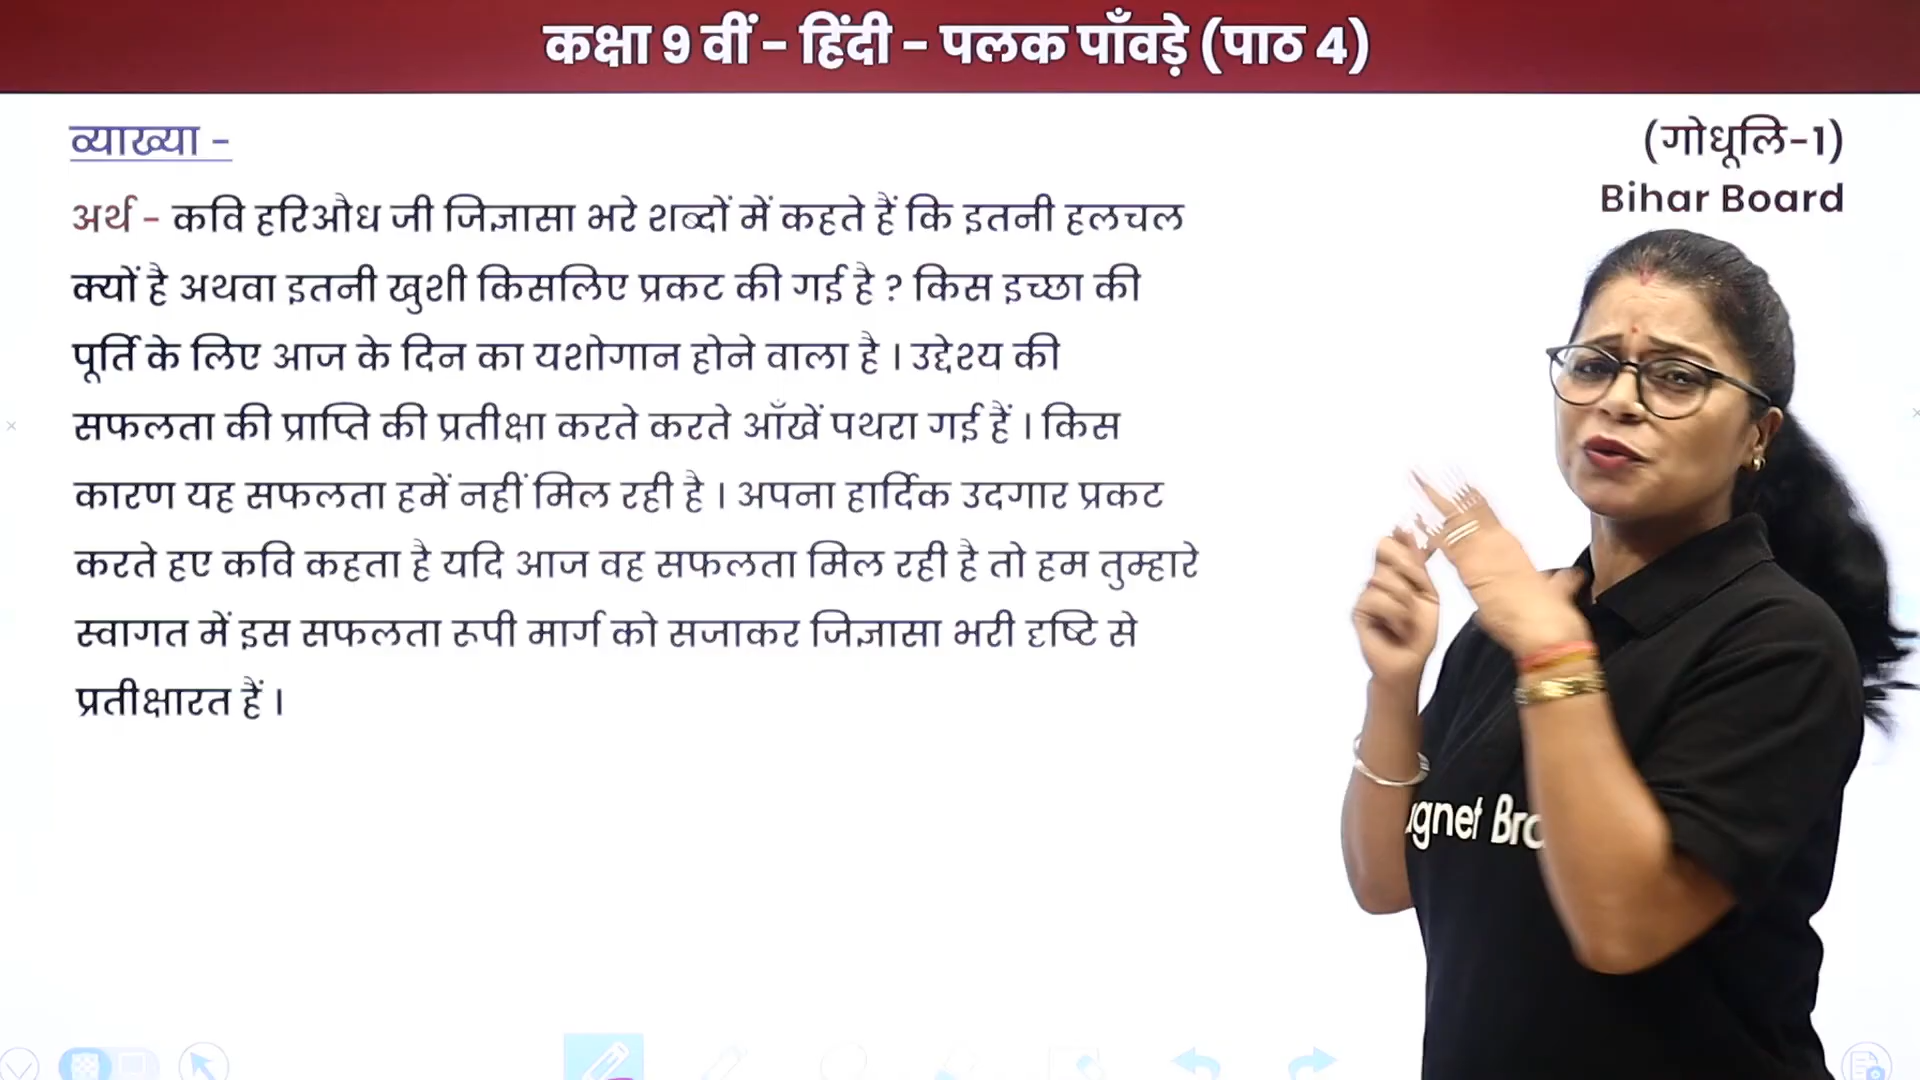 कक्षा 9 वीं - हिंदी - पलक पाँवड़े (पाठ 4)
व्याख्या -
(गोधूलि-1)
Bihar Board
अर्थ - कवि हरिऔध जी जिज्ञासा भरे शब्दों में कहते हैं कि इतनी हलचल
क्यों है अथवा इतनी खुशी किसलिए प्रकट की गई है ? किस इच्छा की
पूर्ति के लिए आज के दिन का यशोगान होने वाला है । उद्देश्य की
सफलता की प्राप्ति की प्रतीक्षा करते करते आँखें पथरा गई हैं । किस
कारण यह सफलता हमें नहीं मिल रही है । अपना हार्दिक उदगार प्रकट
करते हए कवि कहता है यदि आज वह सफलता मिल रही है तो हम तुम्हारे
स्वागत में इस सफलता रूपी मार्ग को सजाकर जिज्ञासा भरी दृष्टि से
प्रतीक्षारत हैं ।